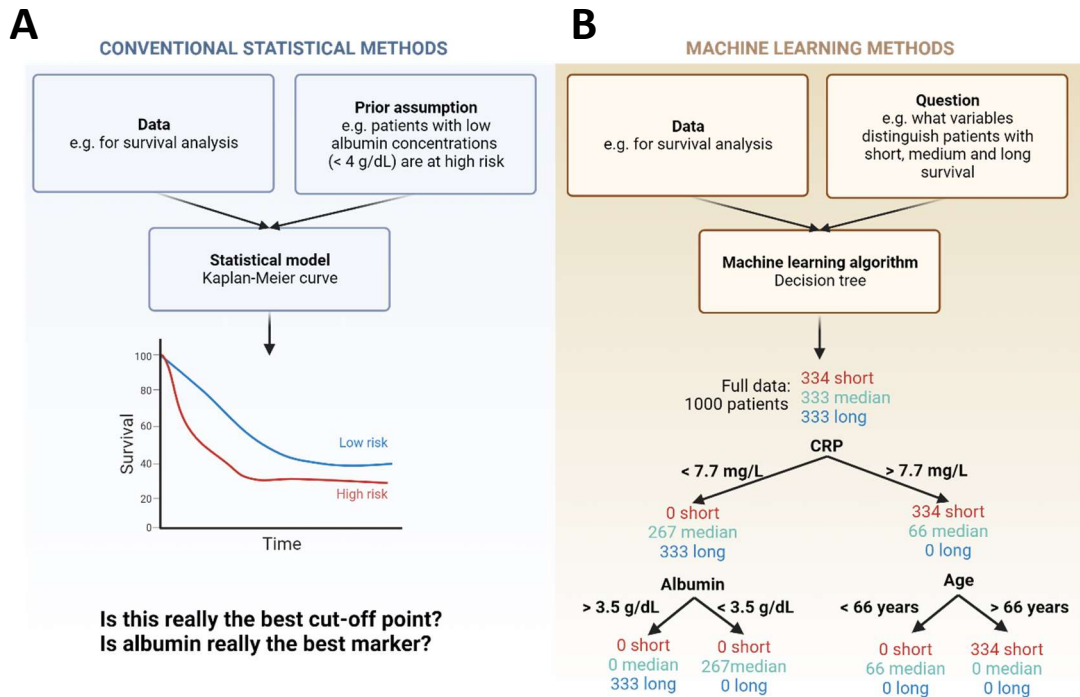 A
CONVENTIONAL STATISTICAL METHODS
Data
e.g. for survival analysis
Prior assumption
e.g. patients with low
albumin concentrations
(< 4 g/dL) are at high risk
Statistical model
Kaplan-Meier curve
Survival
100
80
60
40
20
0
Low risk
High risk
Time
Is this really the best cut-off point?
Is albumin really the best marker?
B
MACHINE LEARNING METHODS
Data
e.g. for survival analysis
Question
e.g. what variables
distinguish patients with
short, medium and long
survival
Machine learning algorithm
Decision tree
Full data:
1000 patients
334 short
333 median
333 long
CRP
< 7.7 mg/L
> 7.7 mg/L
0 short
267 median
333 long
334 short
66 median
0 long
Albumin
> 3.5 g/dL
< 3.5 g/dL
0 short
0 median
333 long
0 short
267median
0 long
Age
< 66 years
> 66 years
0 short
66 median
0 long
334 short
0 median
0 long